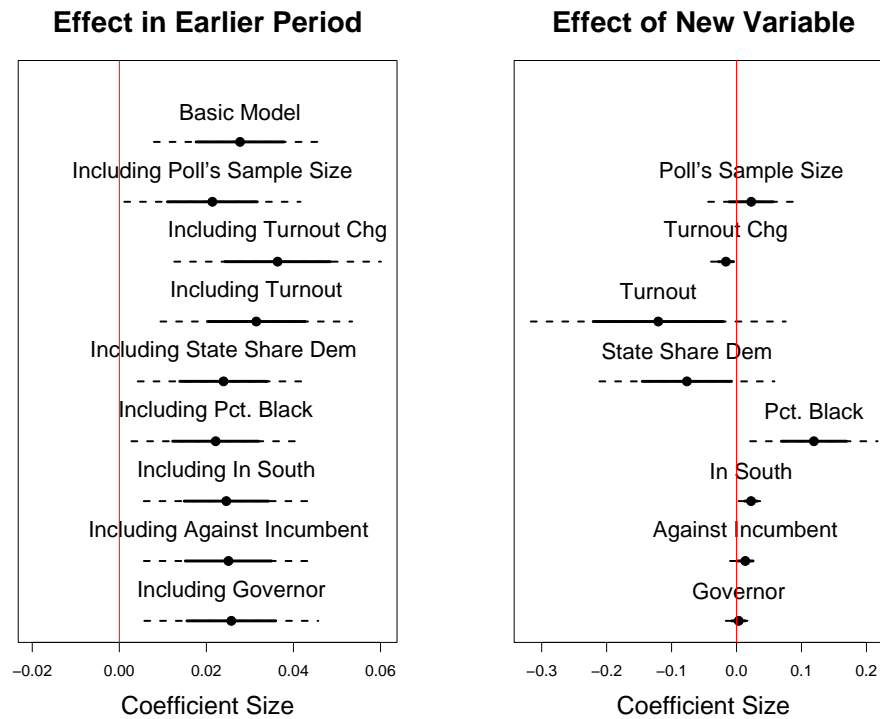 Effect in Earlier Period
Basic Model
Including Poll's Sample Size
Including Turnout Chg
Including Turnout
Including State Share Dem
Including Pct. Black
Including In South
Including Against Incumbent
Including Governor
−0.02 0.00 0.02 0.04 0.06
Coefficient Size
Effect of New Variable
Poll's Sample Size
Turnout Chg
Turnout
State Share Dem
Pct. Black
In South
Against Incumbent
Governor
−0.3 −0.2 −0.1 0.0 0.1 0.2
Coefficient Size